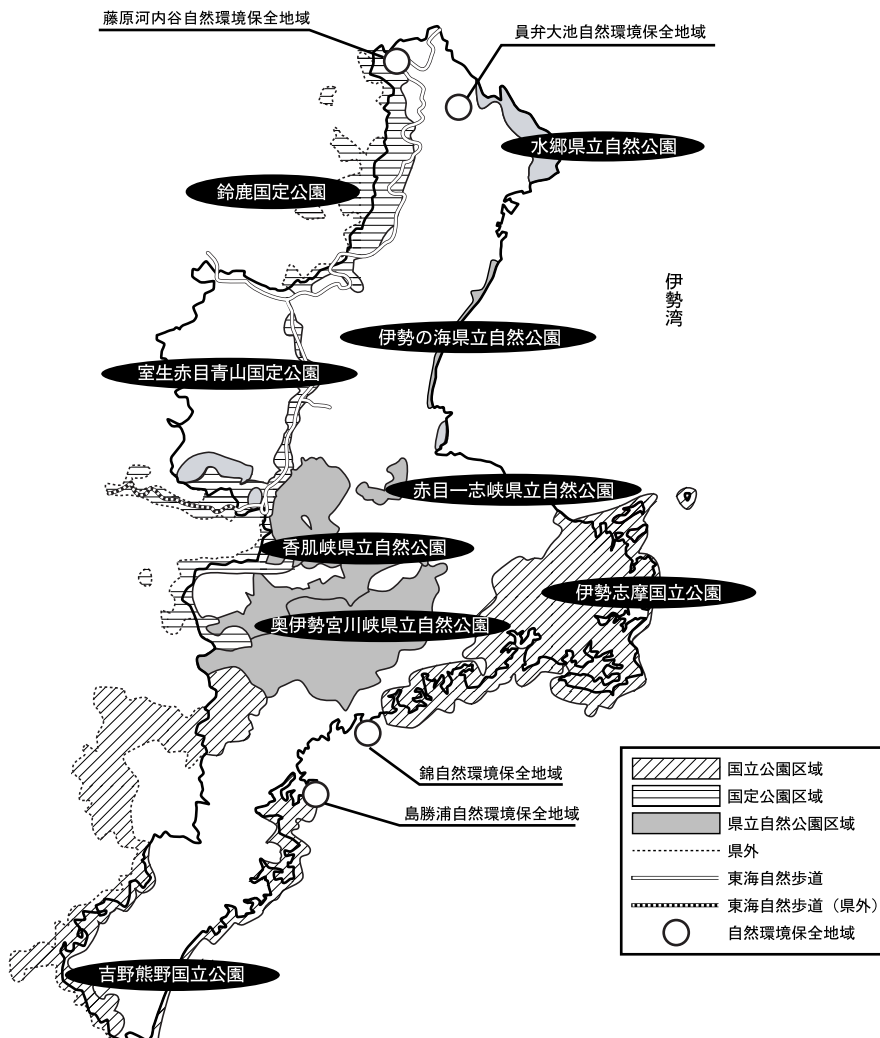 藤原河内谷自然環境保全地域
員弁大池自然環境保全地域
水郷県立自然公園
鈴鹿国定公園
伊勢湾
伊勢の海県立自然公園
室生赤目青山国定公園
赤目一志峡県立自然公園
香肌峡県立自然公園
伊勢志摩国立公園
奥伊勢宮川峡県立自然公園
錦自然環境保全地域
島勝浦自然環境保全地域
吉野熊野国立公園
国立公園区域
国定公園区域
県立自然公園区域
県外
東海自然歩道
東海自然歩道（県外）
自然環境保全地域